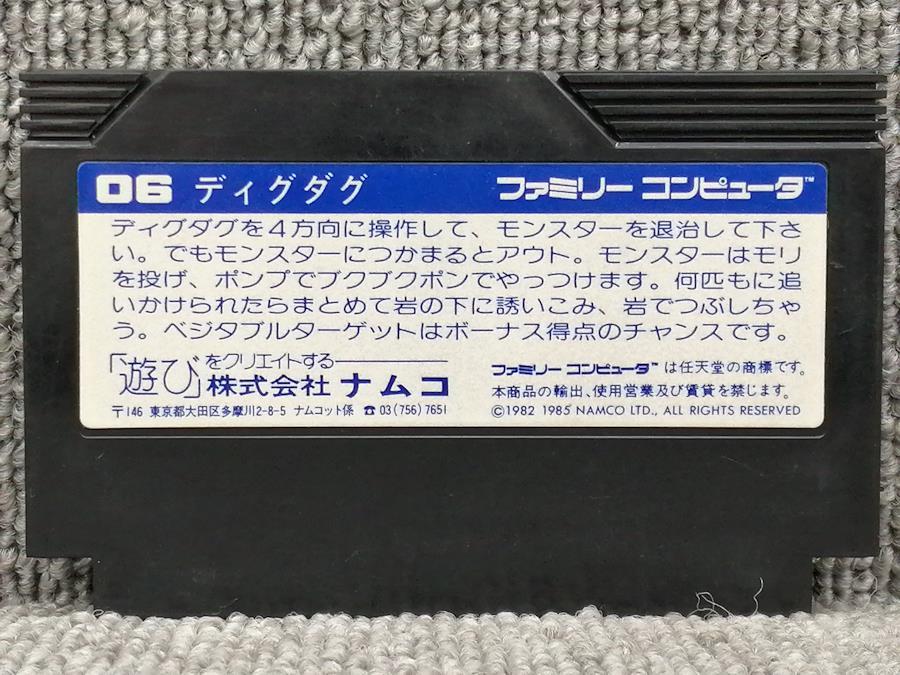 06 ディグダグ ファミリー コンピュータ™
ディグダグを4方向に操作して、モンスターを退治して下さ
い。でもモンスターにつかまるとアウト。モンスターはモリ
を投げ、ポンプでブクブクポンでやっつけます。何匹もに追
いかけられたらまとめて岩の下に誘いこみ、岩でつぶしちゃ
う。ベジタブルターゲットはボーナス得点のチャンスです。
「遊び」をクリエイトする
株式会社 ナムコ
〒146 東京都大田区多摩川2-8-5 ナムコット係 ☎03(756)7651
ファミリー コンピュータ™は任天堂の商標です。
本商品の輸出、使用営業及び賃貸を禁じます。
©1982 1985 NAMCO LTD., ALL RIGHTS RESERVED